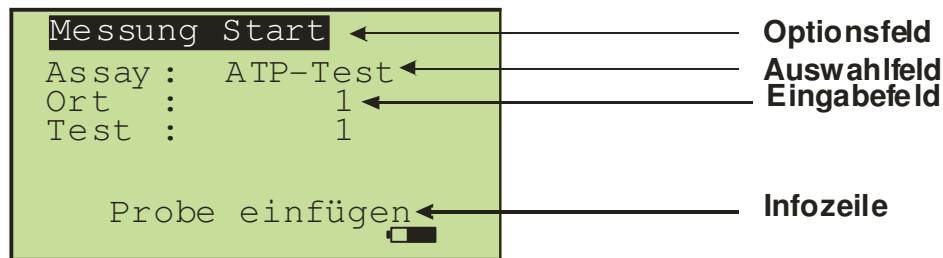 Messung Start
Optionsfeld
Assay: ATP-Test
Auswahlfeld
Ort : 1
Eingabefeld
Test : 1
Probe einfügen
Infozeile